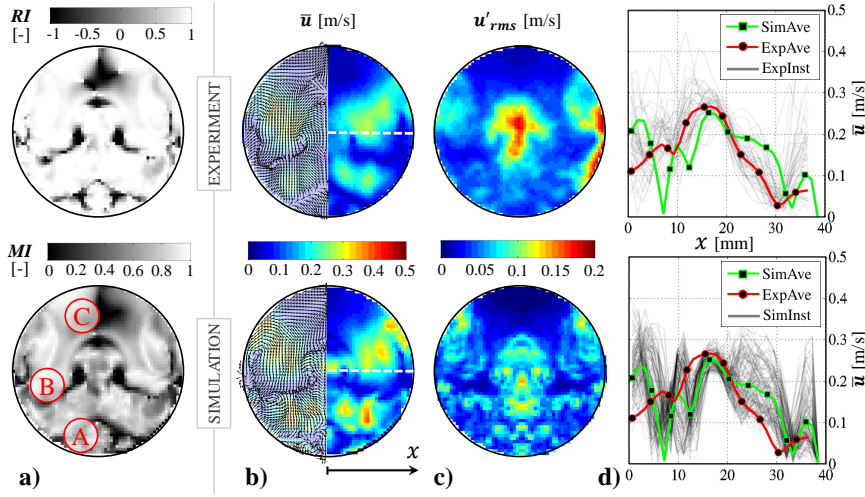 RI
[-]
-1 -0.5 0 0.5 1
u̅ [m/s]
u'rms [m/s]
EXPERIMENT
0.5
0.4
0.3
0.2
0.1
0
u̅ [m/s]
0 10 20 30 40
x [mm]
SimAve
ExpAve
ExpInst
MI
[-]
0 0.2 0.4 0.6 0.8 1
0 0.1 0.2 0.3 0.4 0.5
0 0.05 0.1 0.15 0.2
SIMULATION
C
B
A
x
0.5
0.4
0.3
0.2
0.1
0
u̅ [m/s]
0 10 20 30 40
SimAve
ExpAve
SimInst
a)
b)
c)
d)